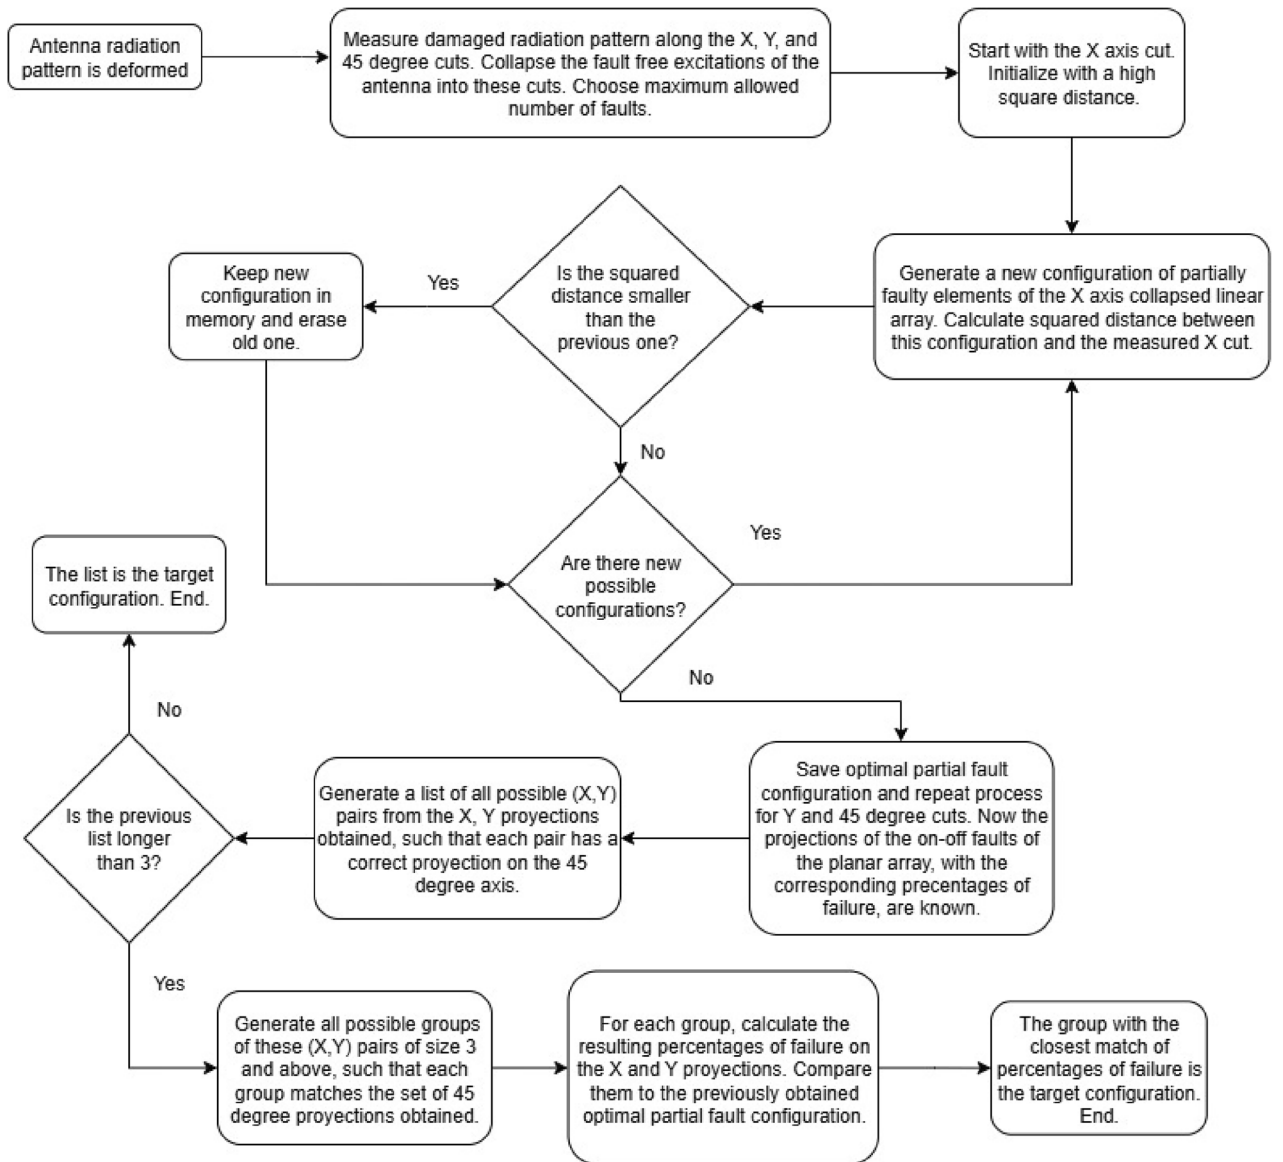 Antenna radiation
pattern is deformed
Measure damaged radiation pattern along the X, Y, and
45 degree cuts. Collapse the fault free excitations of the
antenna into these cuts. Choose maximum allowed
number of faults.
Start with the X axis cut.
Initialize with a high
square distance.
Generate a new configuration of partially
faulty elements of the X axis collapsed linear
array. Calculate squared distance between
this configuration and the measured X cut.
Is the squared
distance smaller
than the
previous one?
Yes
Keep new
configuration in
memory and erase
old one.
No
Are there new
possible
configurations?
Yes
No
Save optimal partial fault
configuration and repeat process
for Y and 45 degree cuts. Now the
projections of the on-off faults of
the planar array, with the
corresponding precentages of
failure, are known.
Generate a list of all possible (X,Y)
pairs from the X, Y proyections
obtained, such that each pair has a
correct proyection on the 45
degree axis.
Is the previous
list longer
than 3?
No
The list is the target
configuration. End.
Yes
Generate all possible groups
of these (X,Y) pairs of size 3
and above, such that each
group matches the set of 45
degree proyections obtained.
For each group, calculate the
resulting percentages of failure on
the X and Y proyections. Compare
them to the previously obtained
optimal partial fault configuration.
The group with the
closest match of
percentages of failure is
the target configuration.
End.